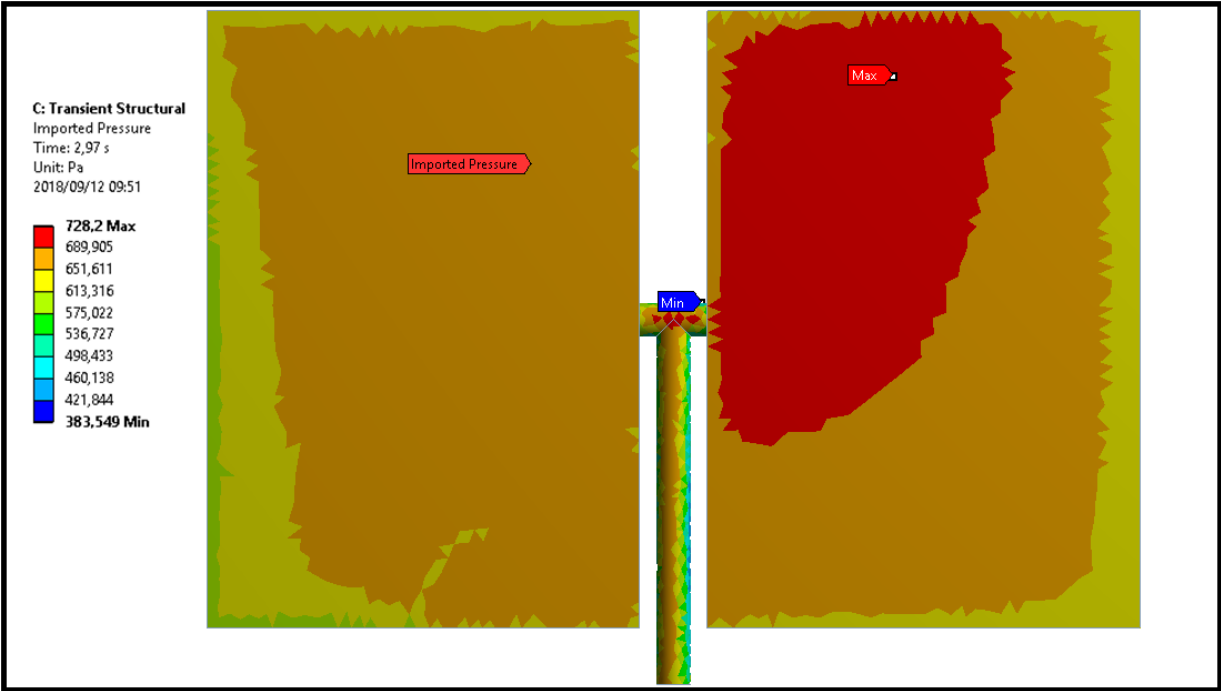 C: Transient Structural
Imported Pressure
Time: 2,97 s
Unit: Pa
2018/09/12 09:51
728,2 Max
689,905
651,611
613,316
575,022
536,727
498,433
460,138
421,844
383,549 Min
Imported Pressure
Max
Min